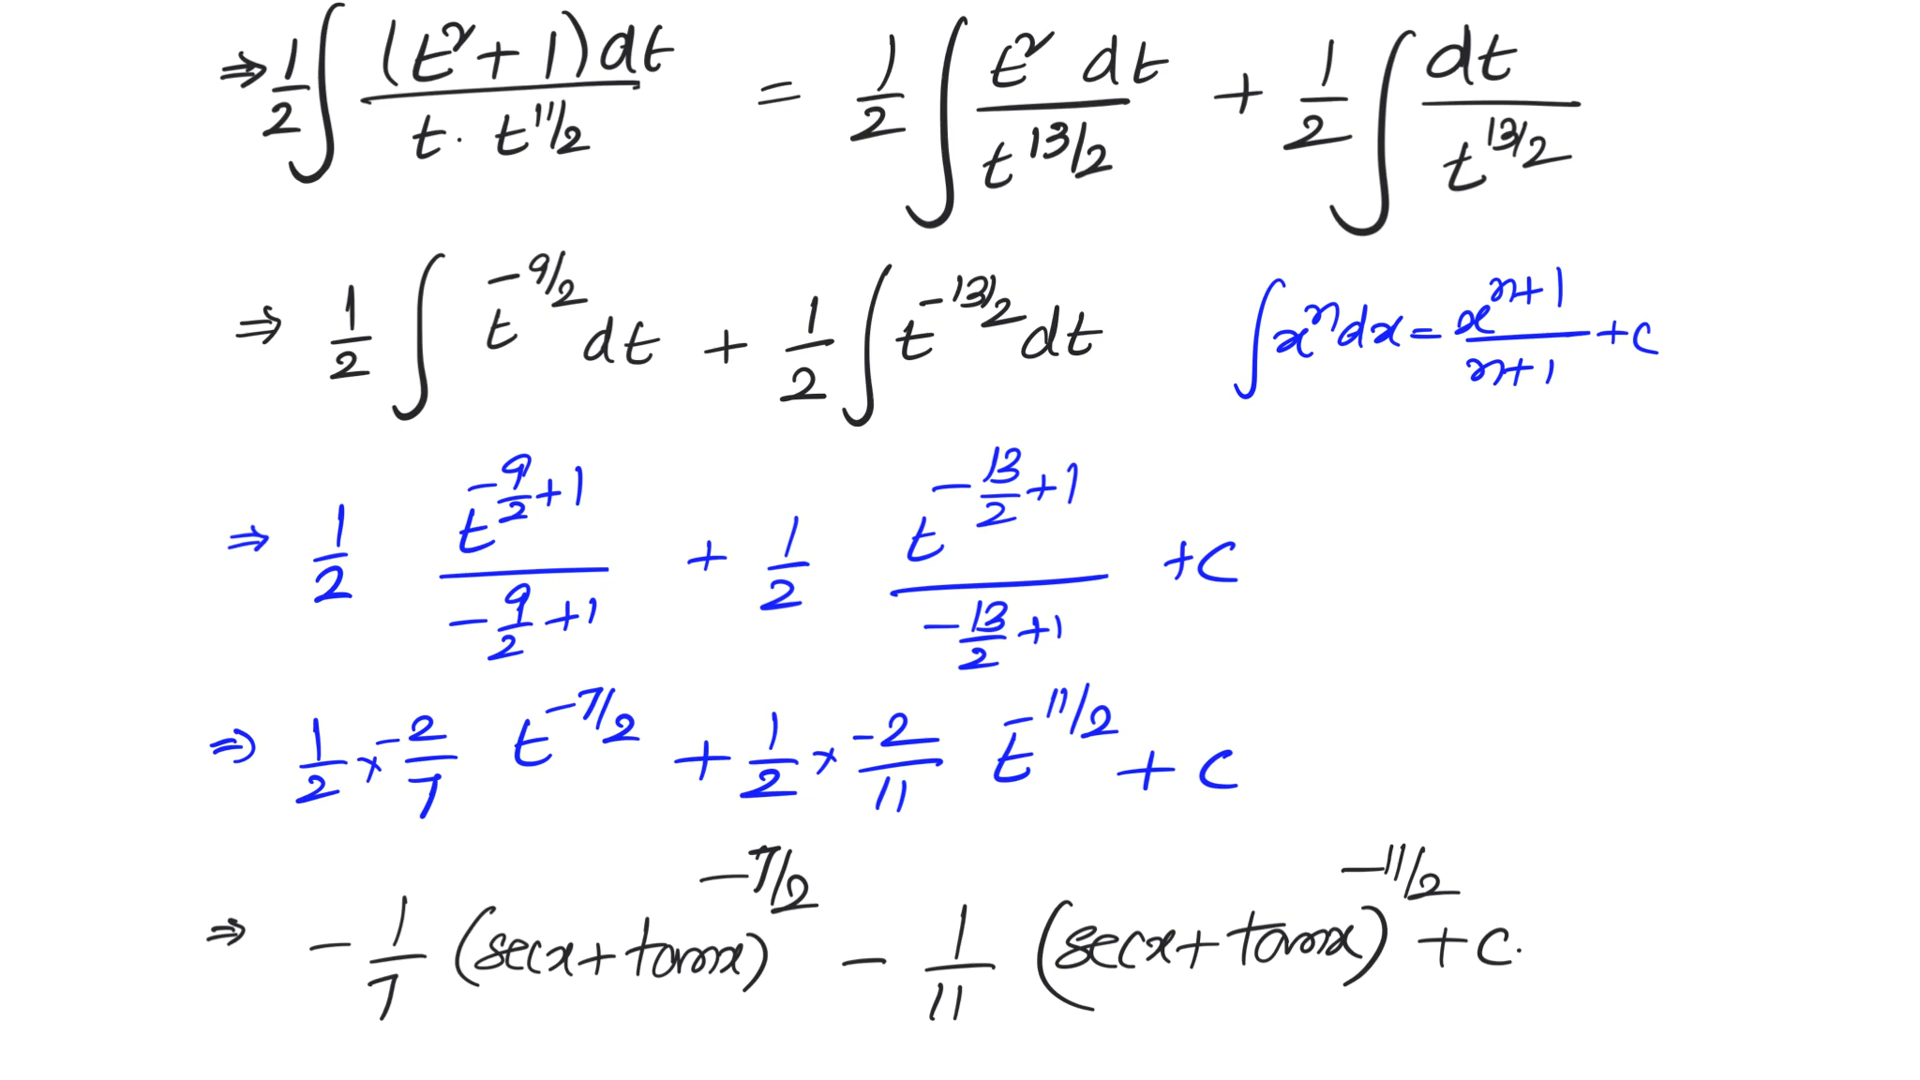 ⇒ 1/2 ∫ (t² + 1) dt / (t · t^(11/2)) = 1/2 ∫ t² dt / t^(13/2) + 1/2 ∫ dt / t^(13/2)
⇒ 1/2 ∫ t^(-9/2) dt + 1/2 ∫ t^(-13/2) dt    ∫ xⁿ dx = x^(n+1) / (n+1) + c
⇒ 1/2 t^(-9/2 + 1) / (-9/2 + 1) + 1/2 t^(-13/2 + 1) / (-13/2 + 1) + C
⇒ 1/2 × -2/7 t^(-7/2) + 1/2 × -2/11 t^(-11/2) + C
⇒ - 1/7 (secx + tanx)^(-7/2) - 1/11 (secx + tanx)^(-11/2) + C.